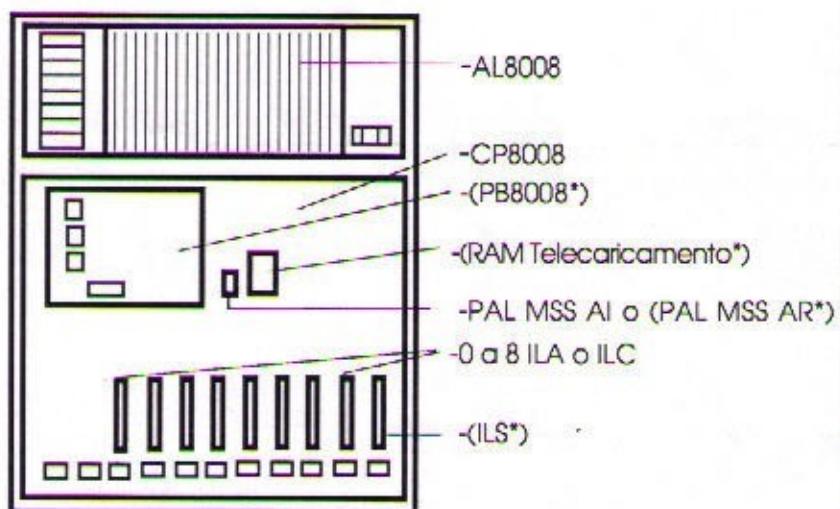 -AL8008
-CP8008
-(PB8008*)
-(RAM Telecaricamento*)
-PAL MSS AI o (PAL MSS AR*)
-0 a 8 ILA o ILC
-(ILS*)